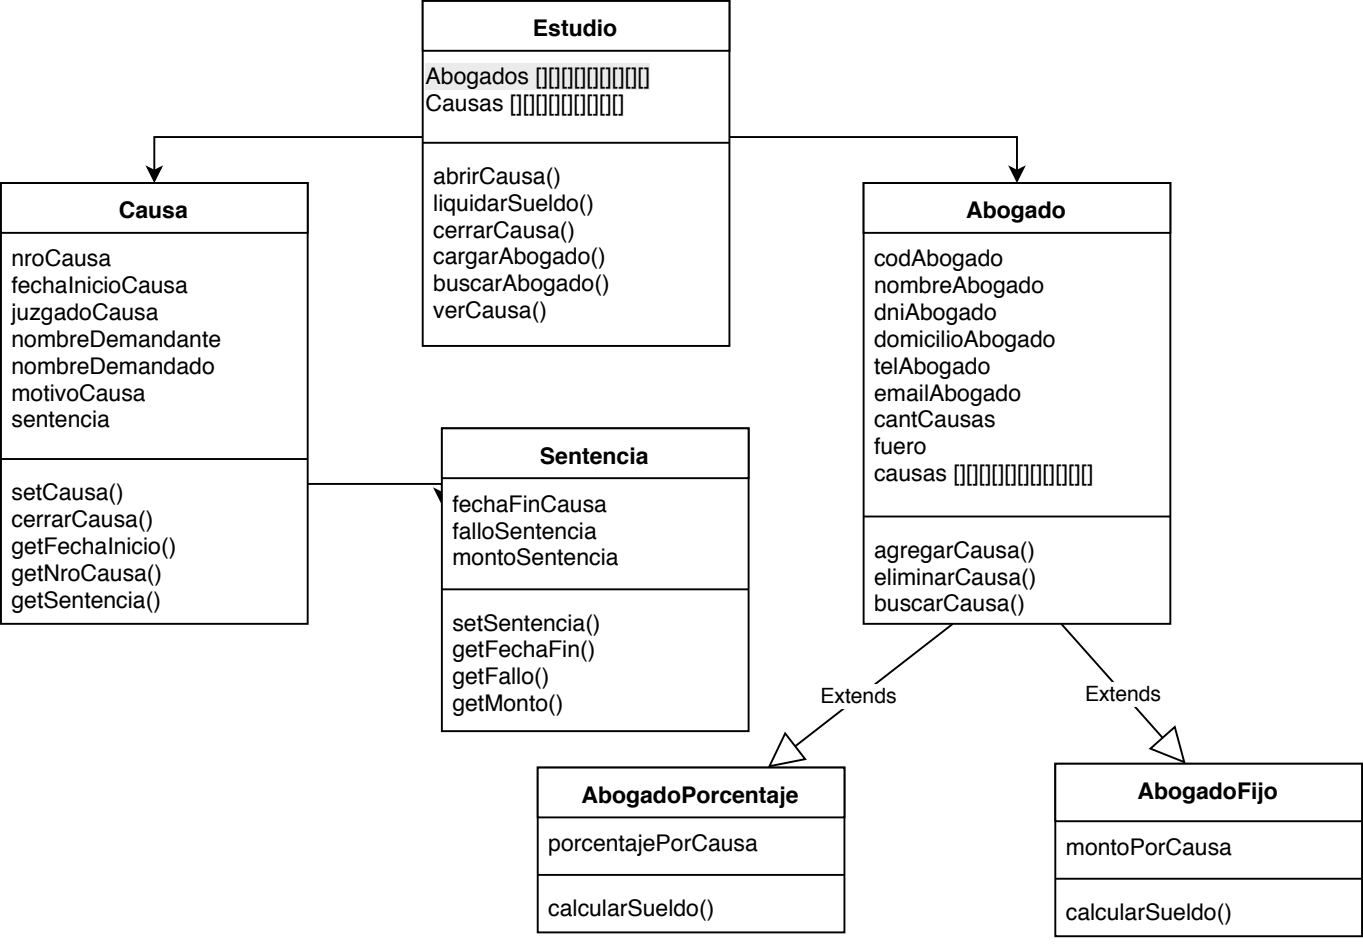 Estudio
Abogados [][][][][][][][][]
Causas [][][][][][][][][]
abrirCausa()
liquidarSueldo()
cerrarCausa()
cargarAbogado()
buscarAbogado()
verCausa()
Causa
nroCausa
fechaInicioCausa
juzgadoCausa
nombreDemandante
nombreDemandado
motivoCausa
sentencia
setCausa()
cerrarCausa()
getFechaInicio()
getNroCausa()
getSentencia()
Sentencia
fechaFinCausa
falloSentencia
montoSentencia
setSentencia()
getFechaFin()
getFallo()
getMonto()
Abogado
codAbogado
nombreAbogado
dniAbogado
domicilioAbogado
telAbogado
emailAbogado
cantCausas
fuero
causas [][][][][][][][][][][]
agregarCausa()
eliminarCausa()
buscarCausa()
Extends
Extends
AbogadoPorcentaje
porcentajePorCausa
calcularSueldo()
AbogadoFijo
montoPorCausa
calcularSueldo()